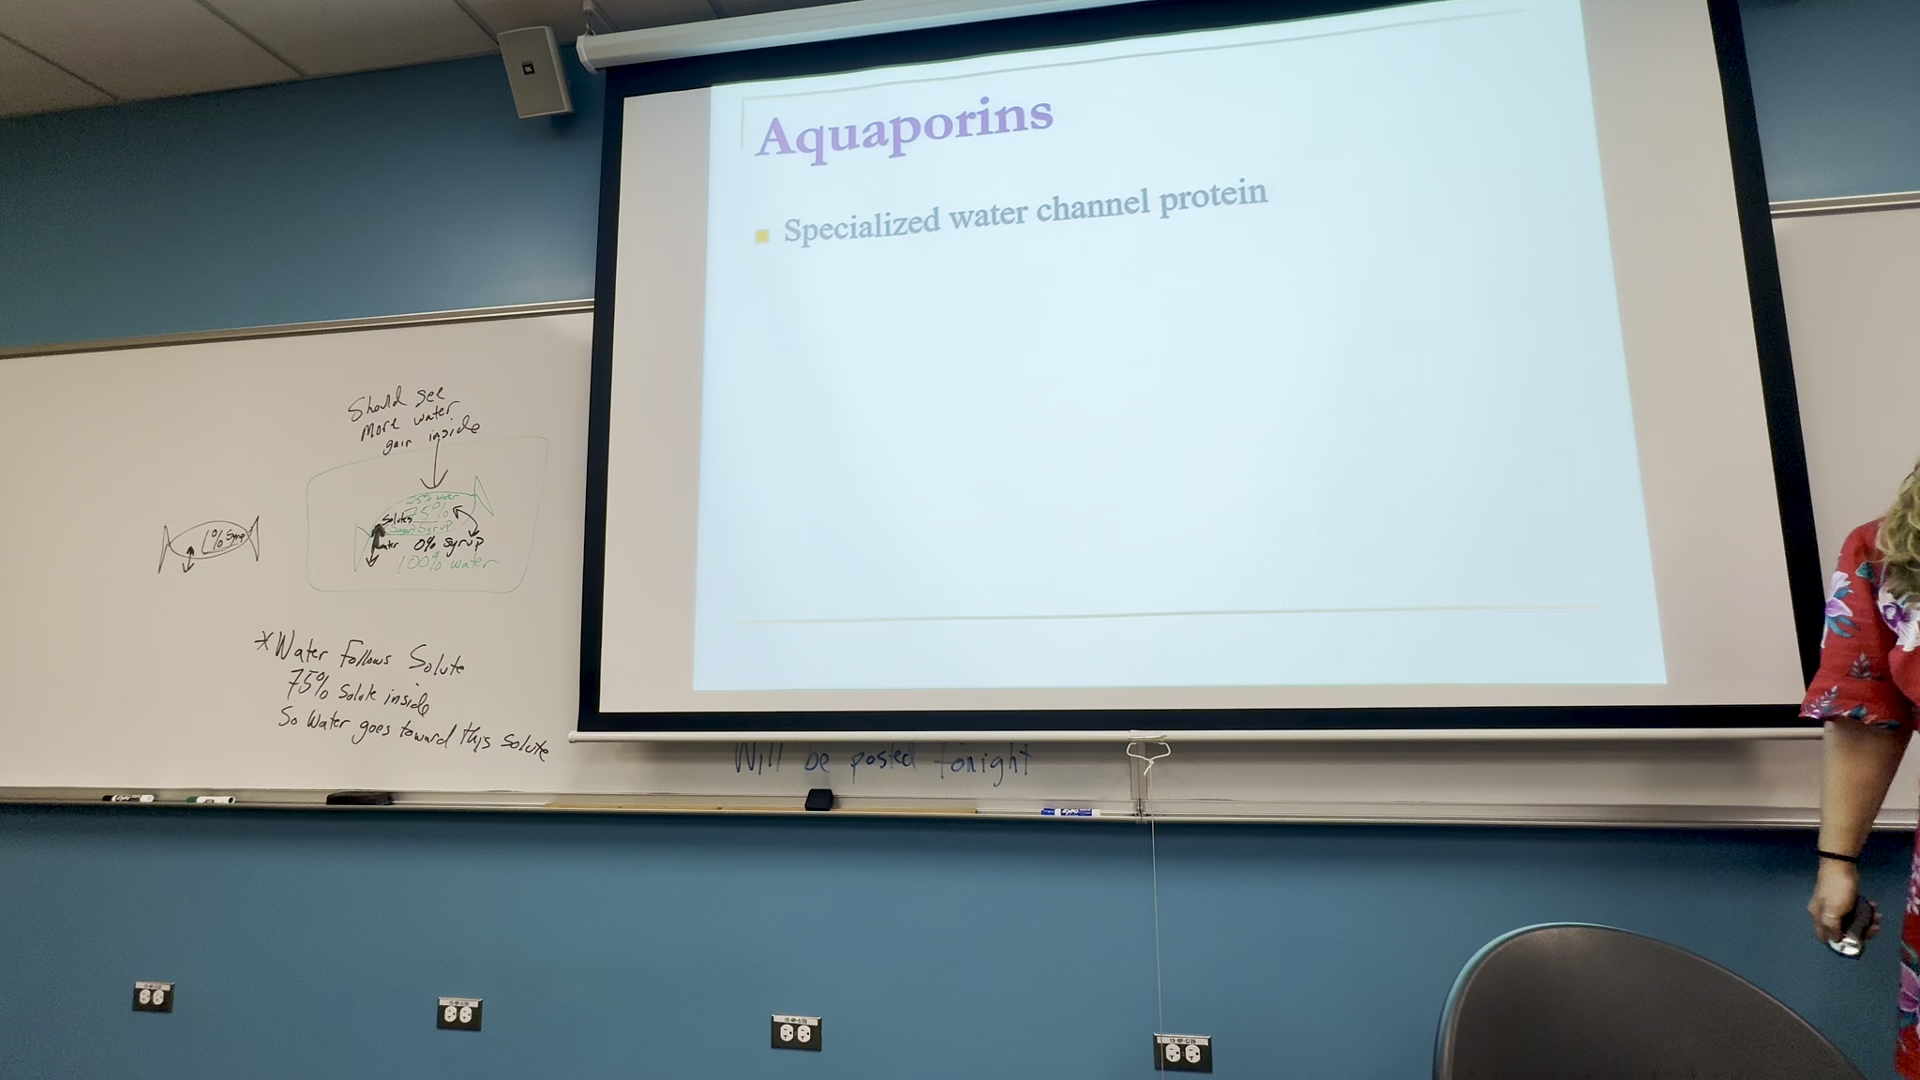 Aquaporins
Specialized water channel protein
Should see
more water
gain inside
1% Syrup
25% water
75%
Solutes
Sugar Syrup
water
0% Syrup
100% water
*Water Follows Solute
75% Solute inside
So Water goes toward this Solute
Will be posted tonight